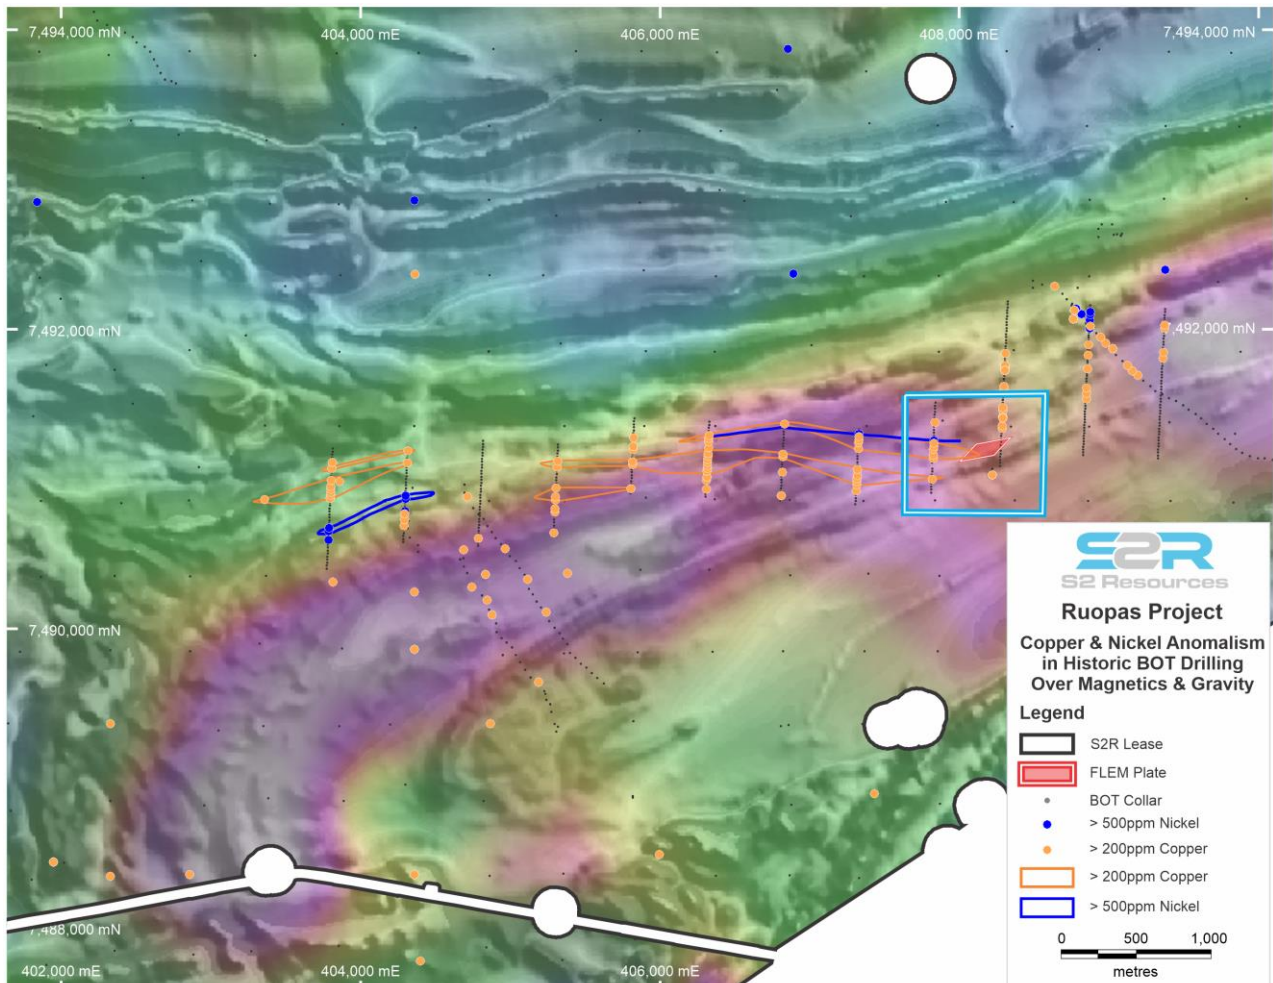 7,494,000 mN
404,000 mE
406,000 mE
408,000 mE
7,494,000 mN
7,492,000 mN
7,492,000 mN
7,490,000 mN
7,488,000 mN
402,000 mE
404,000 mE
406,000 mE
S2R
S2 Resources
Ruopas Project
Copper & Nickel Anomalism
in Historic BOT Drilling
Over Magnetics & Gravity
Legend
S2R Lease
FLEM Plate
BOT Collar
> 500ppm Nickel
> 200ppm Copper
> 200ppm Copper
> 500ppm Nickel
0 500 1,000
metres